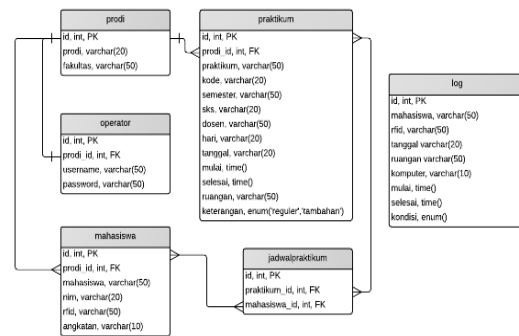 prodi
id, int, PK
prodi, varchar(20)
fakultas, varchar(50)
operator
id, int, PK
prodi_id, int, FK
username, varchar(50)
password, varchar(50)
mahasiswa
id, int, PK
prodi_id, int, FK
mahasiswa, varchar(50)
nim, varchar(20)
rfid, varchar(50)
angkatan, varchar(10)
praktikum
id, int, PK
prodi_id, int, FK
praktikum, varchar(50)
kode, varchar(20)
semester, varchar(50)
sks, varchar(20)
dosen, varchar(50)
hari, varchar(20)
tanggal, varchar(20)
mulai, time()
selesai, time()
ruangan, varchar(50)
keterangan, enum('reguler','tambahan')
jadwalpraktikum
id, int, PK
praktikum_id, int, FK
mahasiswa_id, int, FK
log
id, int, PK
mahasiswa, varchar(50)
rfid, varchar(50)
tanggal varchar(20)
ruangan varchar(50)
komputer, varchar(10)
mulai, time()
selesai, time()
kondisi, enum()